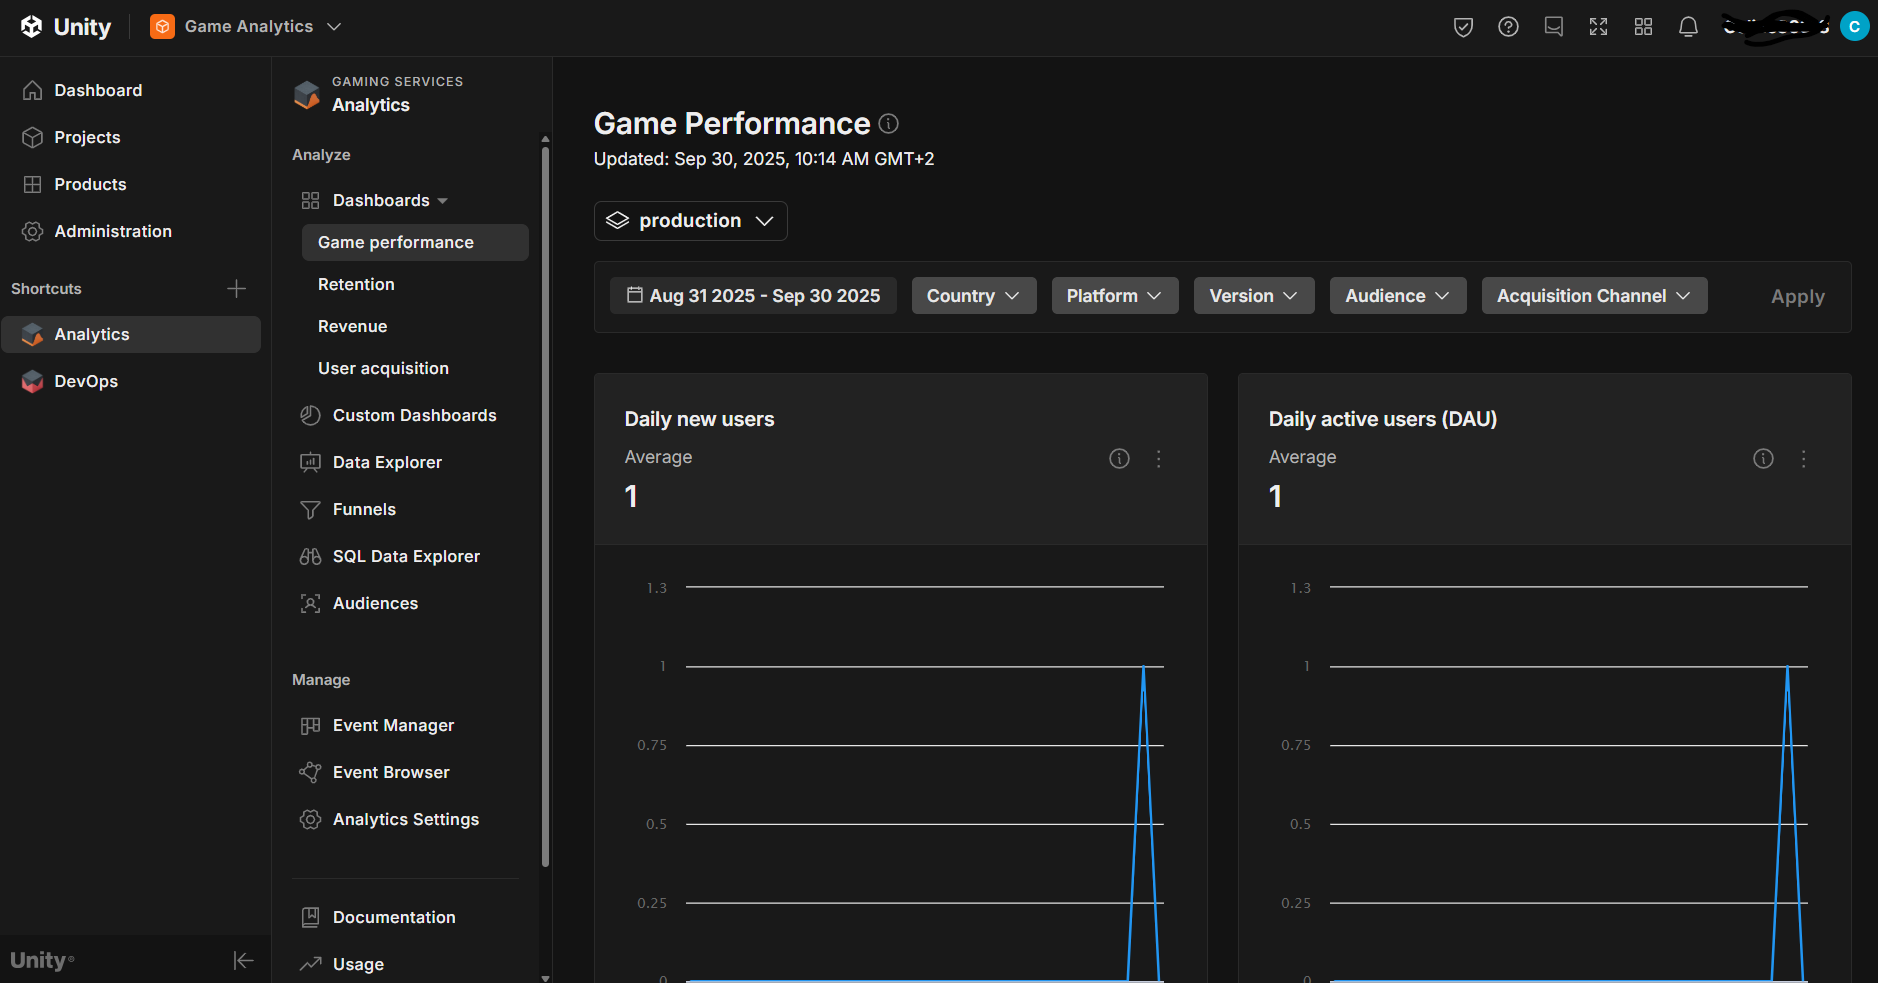 Unity
Game Analytics
C
Dashboard
Projects
Products
Administration
Shortcuts
Analytics
DevOps
Unity®
GAMING SERVICES
Analytics
Analyze
Dashboards
Game performance
Retention
Revenue
User acquisition
Custom Dashboards
Data Explorer
Funnels
SQL Data Explorer
Audiences
Manage
Event Manager
Event Browser
Analytics Settings
Documentation
Usage
Game Performance
Updated: Sep 30, 2025, 10:14 AM GMT+2
production
Aug 31 2025 - Sep 30 2025
Country
Platform
Version
Audience
Acquisition Channel
Apply
Daily new users
Average
1
1.3
1
0.75
0.5
0.25
0
Daily active users (DAU)
Average
1
1.3
1
0.75
0.5
0.25
0